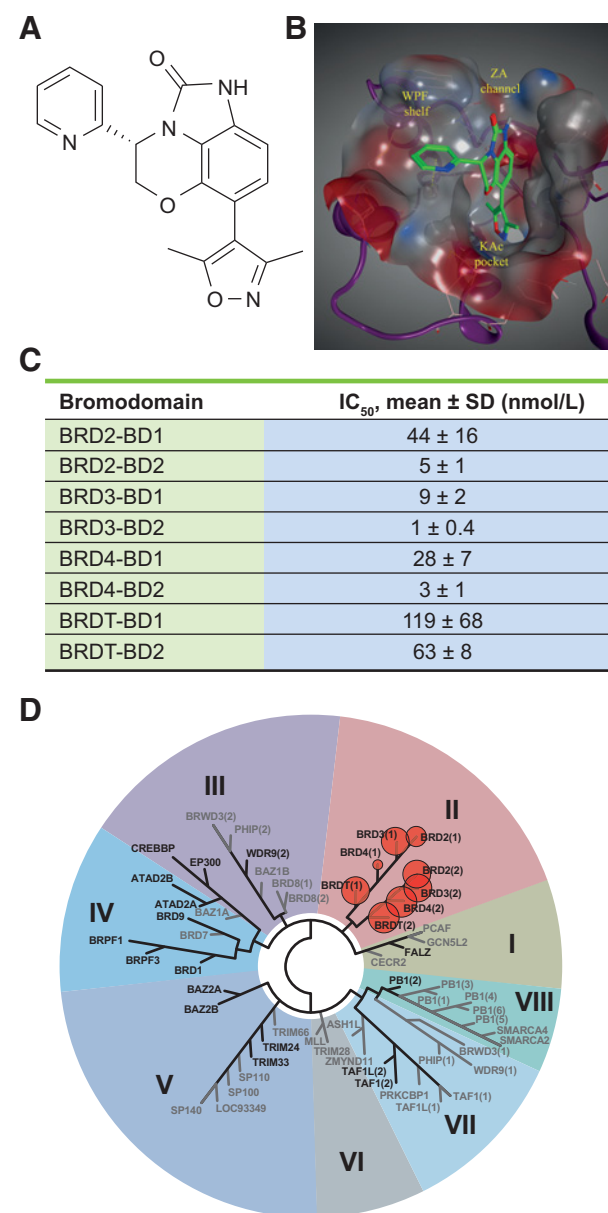 A
O
NH
N
N
O
O
N
B
ZA
channel
WPF
shelf
KAc
pocket
C
Bromodomain IC50, mean ± SD (nmol/L)
BRD2-BD1 44 ± 16
BRD2-BD2 5 ± 1
BRD3-BD1 9 ± 2
BRD3-BD2 1 ± 0.4
BRD4-BD1 28 ± 7
BRD4-BD2 3 ± 1
BRDT-BD1 119 ± 68
BRDT-BD2 63 ± 8
D
III
BRWD3(2)
PHIP(2)
WDR9(2)
BAZ1B
BRD8(1)
BRD8(2)
CREBBP
EP300
ATAD2B
ATAD2A
BAZ1A
IV
BRD9
BRD7
BRPF1
BRPF3
BRD1
II
BRD3(1)
BRD2(1)
BRD4(1)
BRDT(1)
BRD2(2)
BRD3(2)
BRD4(2)
BRDT(2)
I
PCAF
GCN5L2
FALZ
CECR2
VIII
PB1(2)
PB1(3)
PB1(1)
PB1(4)
PB1(6)
PB1(5)
SMARCA4
SMARCA2
BRWD3(1)
WDR9(1)
PHIP(1)
TAF1(1)
TAF1L(1)
PRKCBP1
TAF1(2)
TAF1L(2)
VII
ZMYND11
ASH1L
TRIM28
MLL
VI
BAZ2A
BAZ2B
V
TRIM66
TRIM24
TRIM33
SP110
SP100
LOC93349
SP140